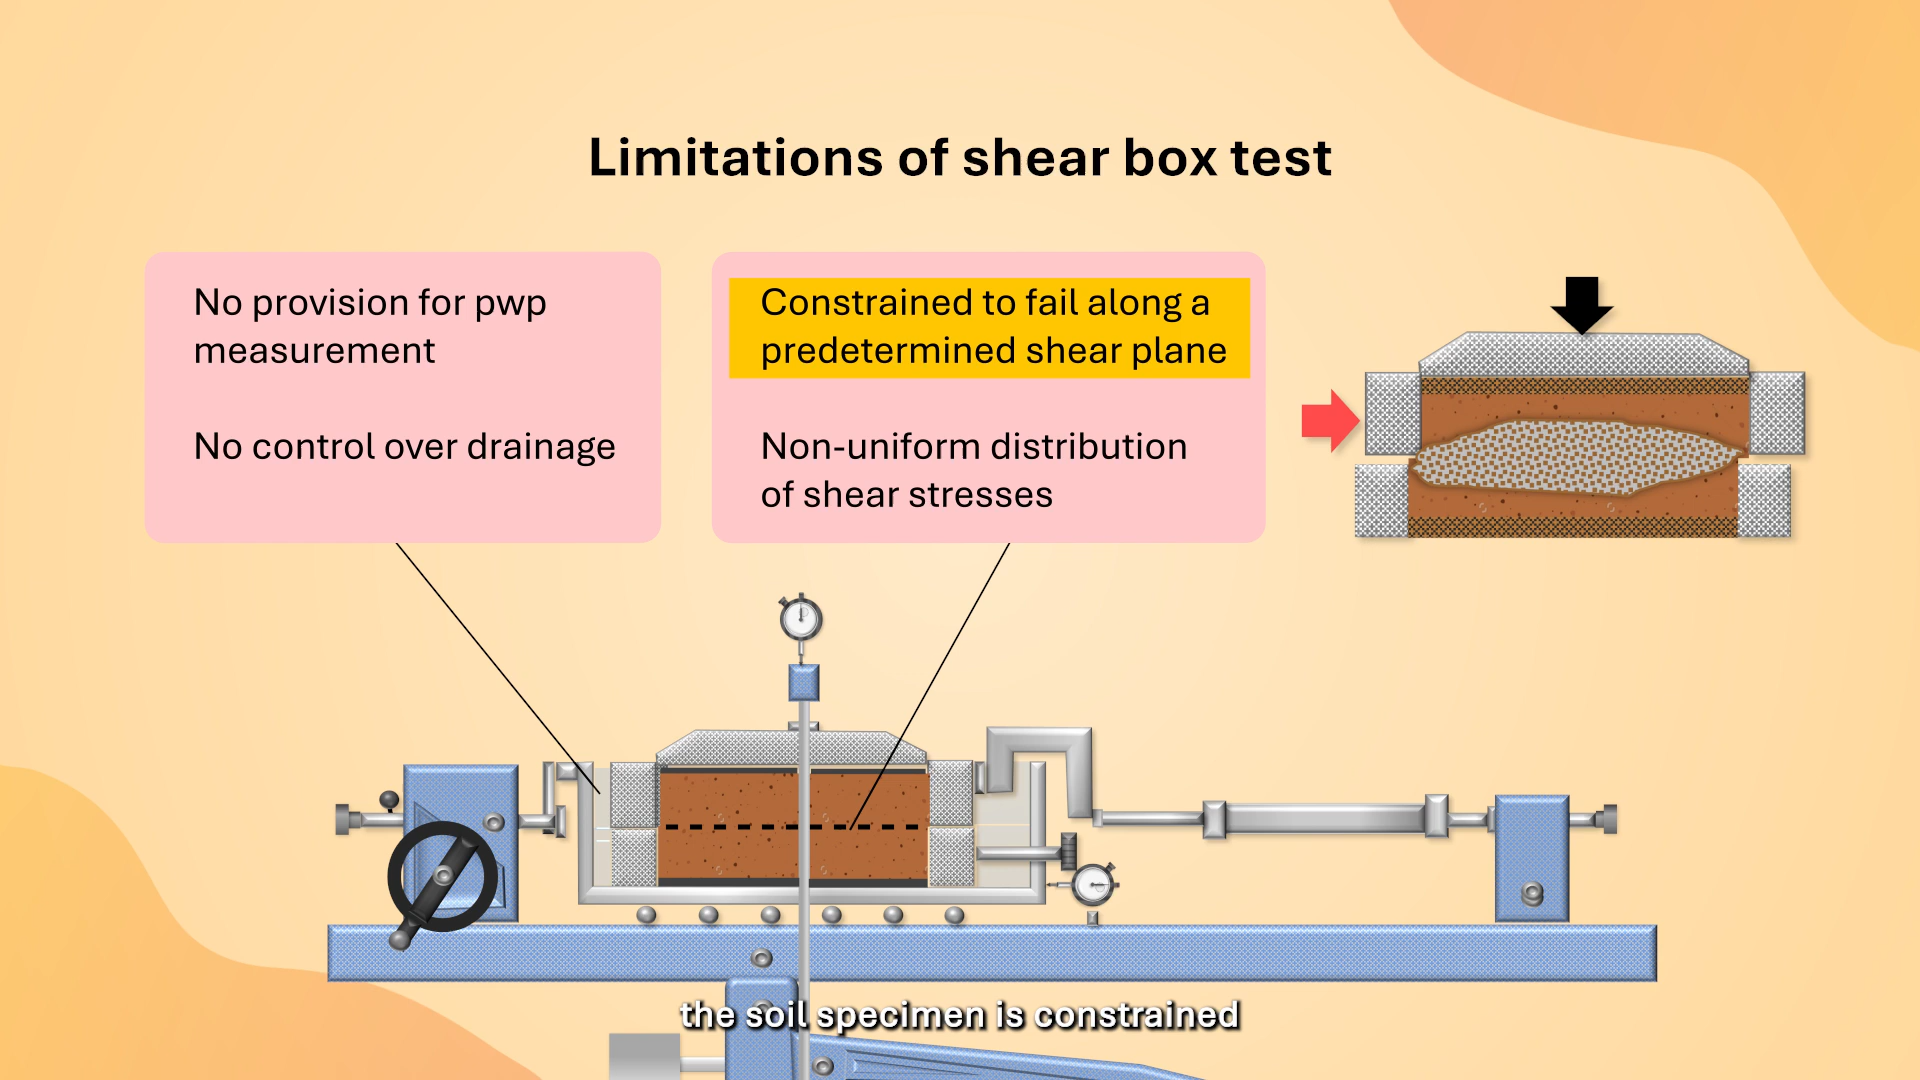 Limitations of shear box test
No provision for pwp
measurement
No control over drainage
Constrained to fail along a
predetermined shear plane
Non-uniform distribution
of shear stresses
the soil specimen is constrained